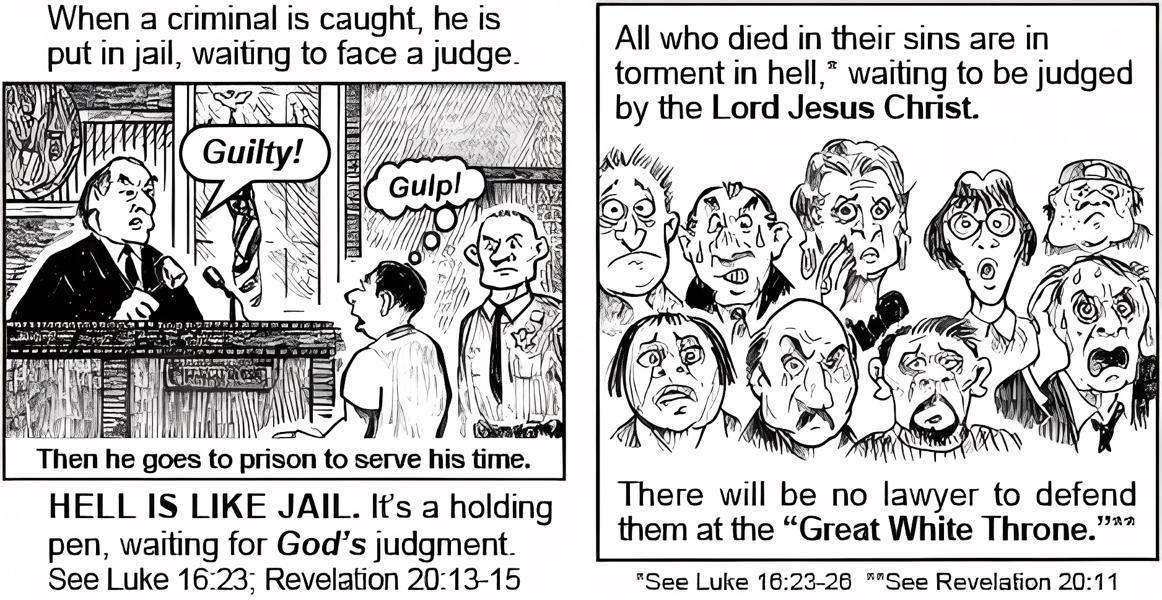 When a criminal is caught, he is
put in jail, waiting to face a judge.
Guilty!
Gulp!
Then he goes to prison to serve his time.
HELL IS LIKE JAIL. It's a holding
pen, waiting for God's judgment.
See Luke 16:23; Revelation 20:13-15
All who died in their sins are in
torment in hell,* waiting to be judged
by the Lord Jesus Christ.
There will be no lawyer to defend
them at the “Great White Throne.”**
*See Luke 16:23-26 **See Revelation 20:11